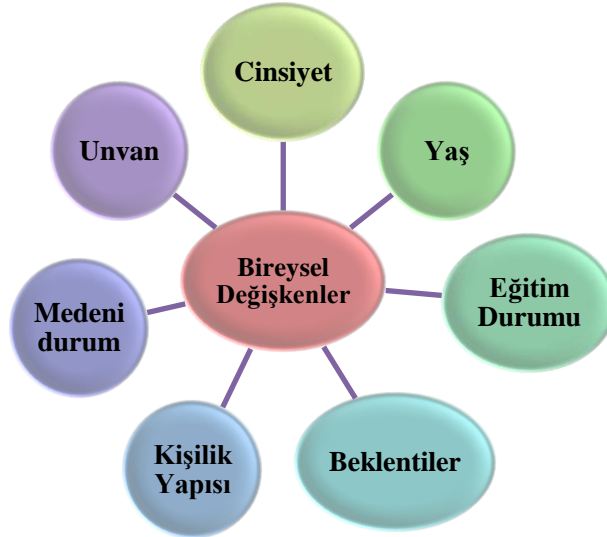 Cinsiyet
Yaş
Unvan
Bireysel
Değişkenler
Eğitim
Durumu
Medeni
durum
Kişilik
Yapısı
Beklentiler